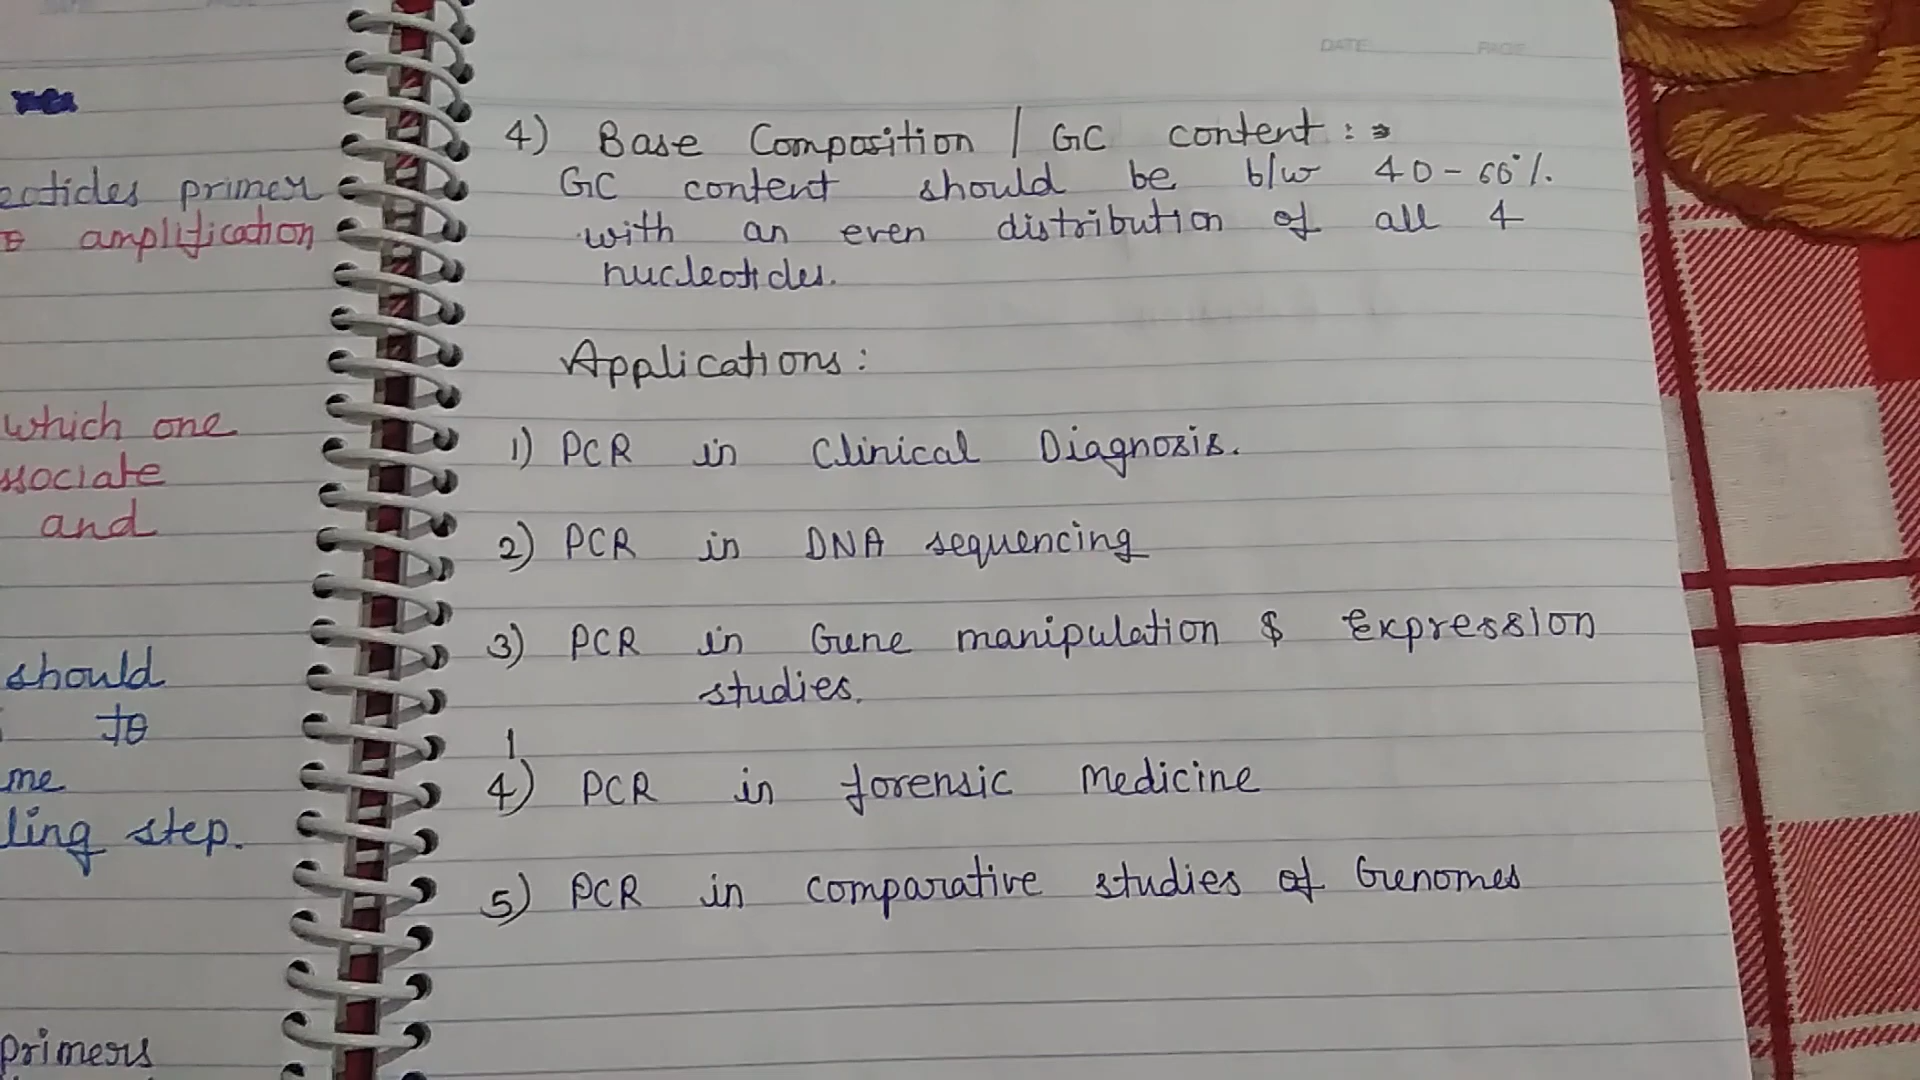 ectides primer
amplification
which one
ssociate
and
should
to
me
ling step.
primers
DATE PAGE
4) Base Composition / GC content :→
GC content should be b/w 40-60%.
with an even distribution of all 4
nucleotides.
Applications:
1) PCR in Clinical Diagnosis.
2) PCR in DNA sequencing
3) PCR in Gene manipulation & Expression
studies.
4) PCR in forensic Medicine
5) PCR in comparative studies of Genomes